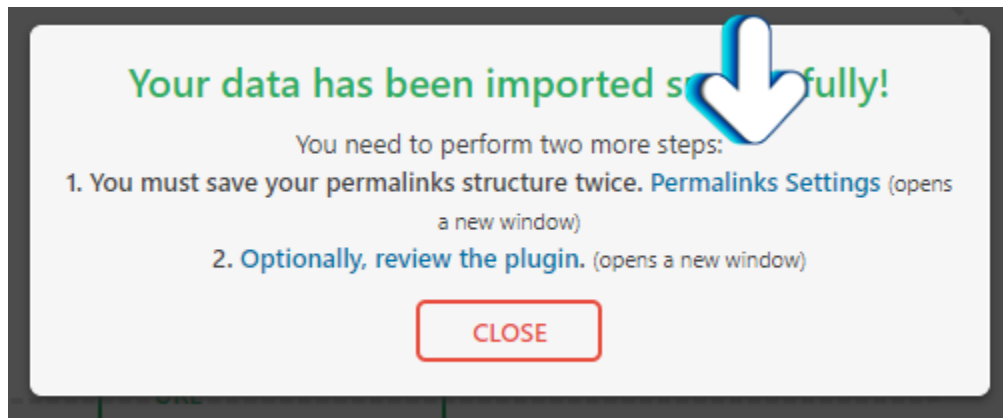 Your data has been imported s fully!
You need to perform two more steps:
1. You must save your permalinks structure twice. Permalinks Settings (opens
a new window)
2. Optionally, review the plugin. (opens a new window)
CLOSE